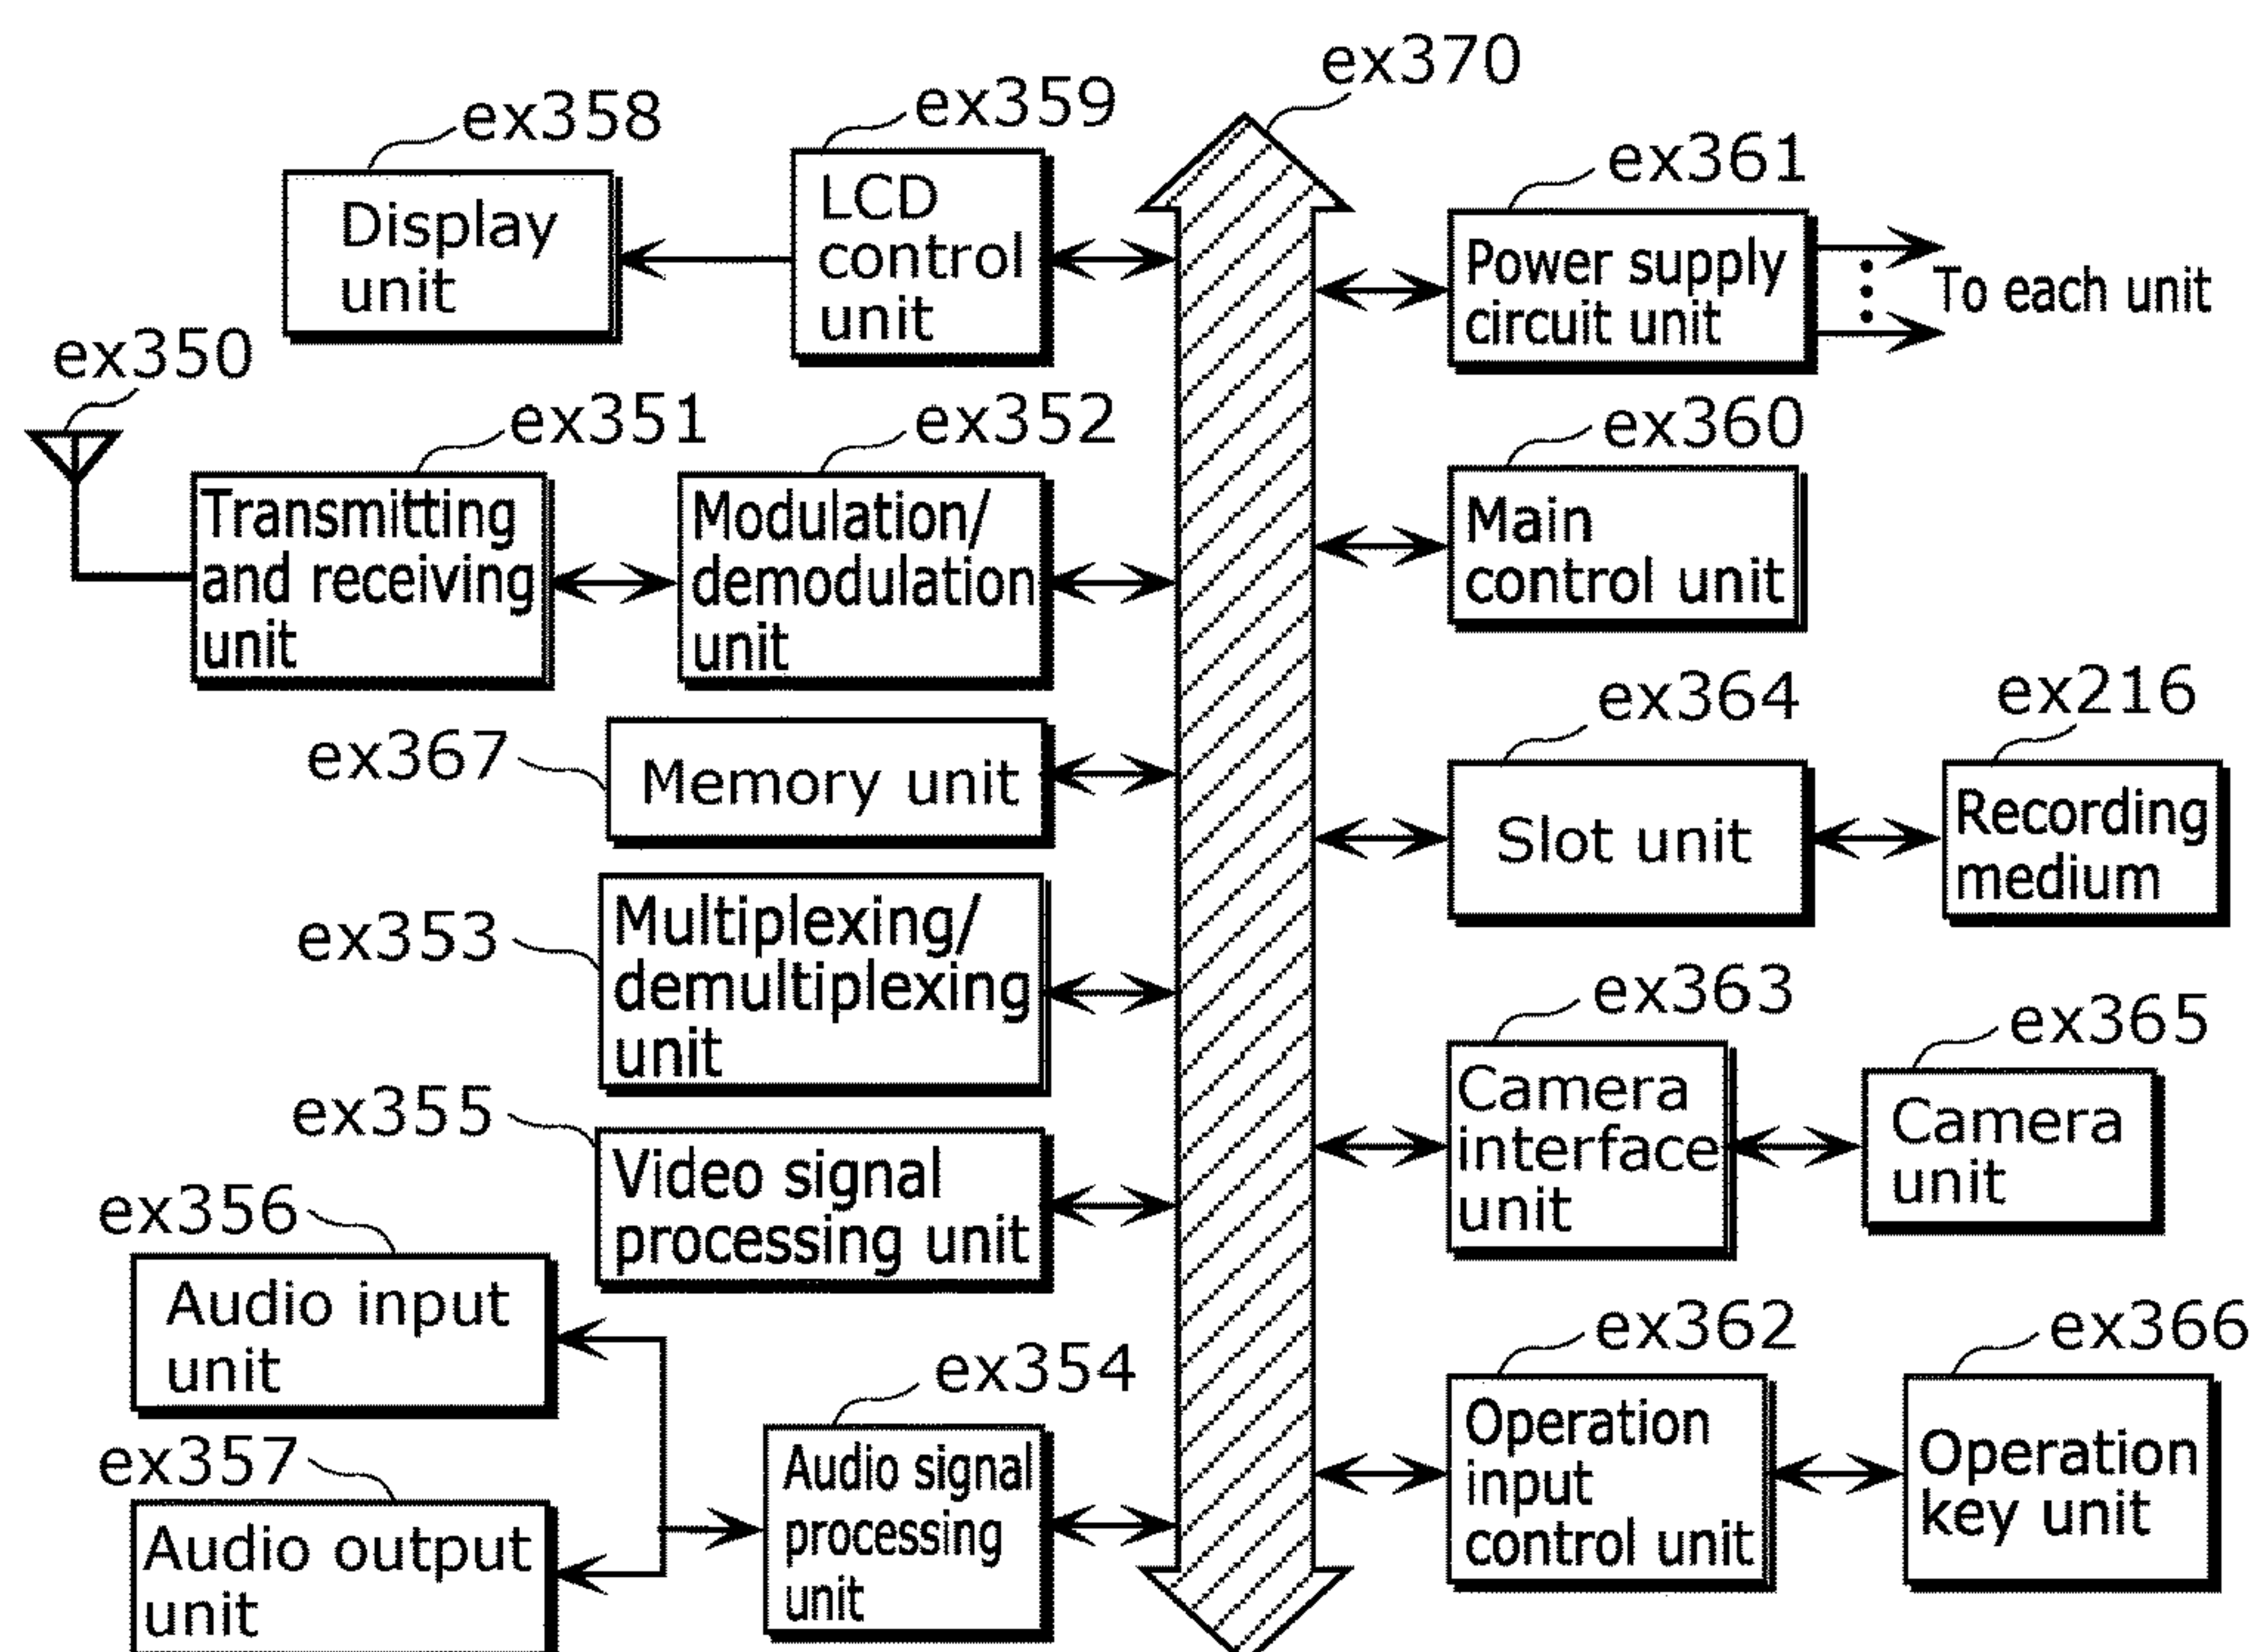 ex370
ex358
ex359
ex361
Display
unit
LCD
control
unit
Power supply
circuit unit
To each unit
ex350
ex351
ex352
ex360
Transmitting
and receiving
unit
Modulation/
demodulation
unit
Main
control unit
ex367
Memory unit
ex364
ex216
Slot unit
Recording
medium
ex353
Multiplexing/
demultiplexing
unit
ex363
ex365
Camera
interface
unit
Camera
unit
ex355
Video signal
processing unit
ex356
Audio input
unit
ex354
ex362
ex366
ex357
Audio output
unit
Audio signal
processing
unit
Operation
input
control unit
Operation
key unit